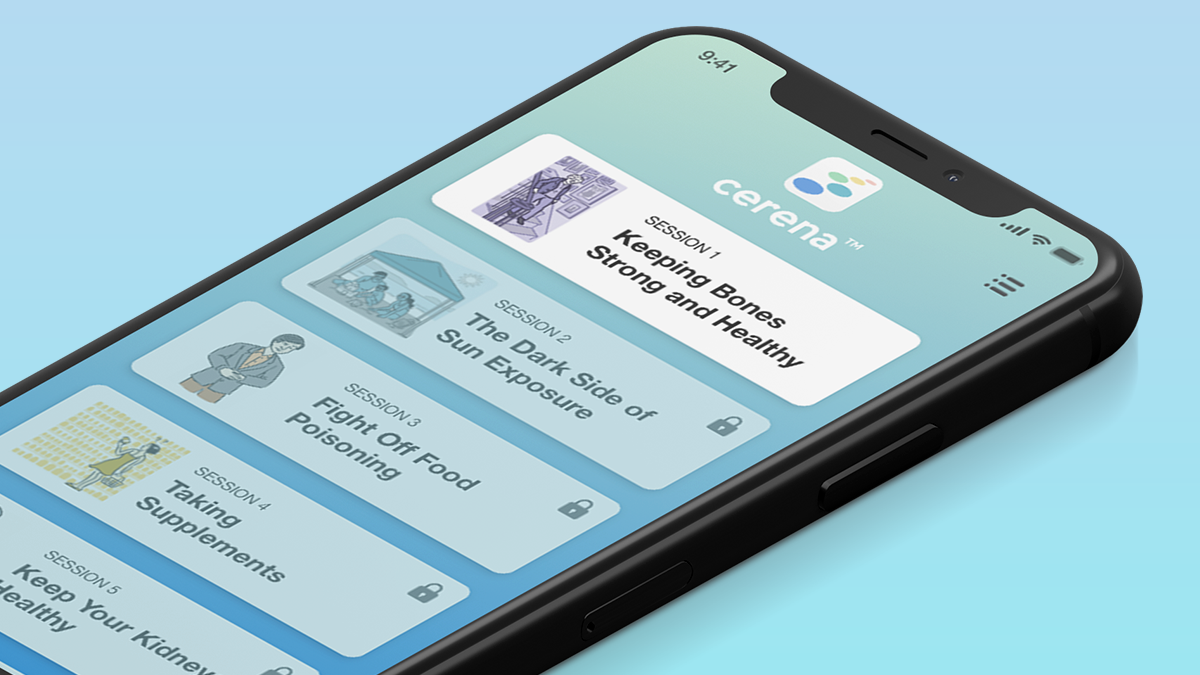 9:41
cerena™
SESSION 1
Keeping Bones
Strong and Healthy
SESSION 2
The Dark Side of
Sun Exposure
SESSION 3
Fight Off Food
Poisoning
SESSION 4
Taking
Supplements
SESSION 5
Keep Your Kidney
Healthy